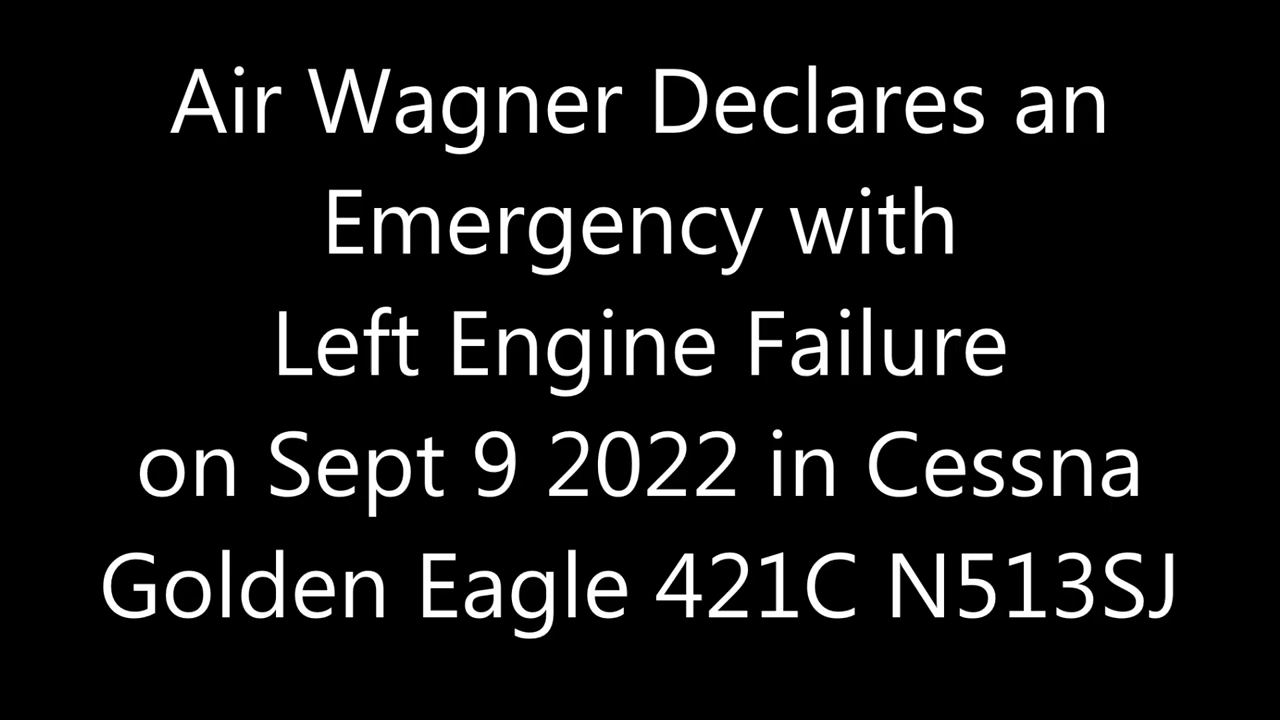 Air Wagner Declares an
Emergency with
Left Engine Failure
on Sept 9 2022 in Cessna
Golden Eagle 421C N513SJ